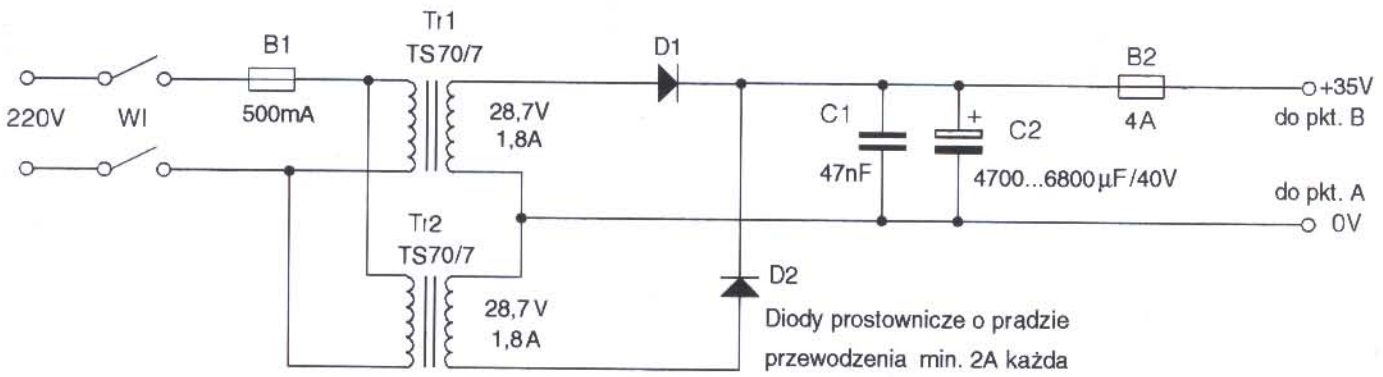 Tr1
TS70/7
B1
500mA
220V
WI
28,7V
1,8A
D1
B2
4A
+35V
do pkt. B
C1
47nF
+
C2
4700...6800µF/40V
do pkt. A
0V
Tr2
TS70/7
28,7V
1,8A
D2
Diody prostownicze o pradzie
przewodzenia min. 2A każda